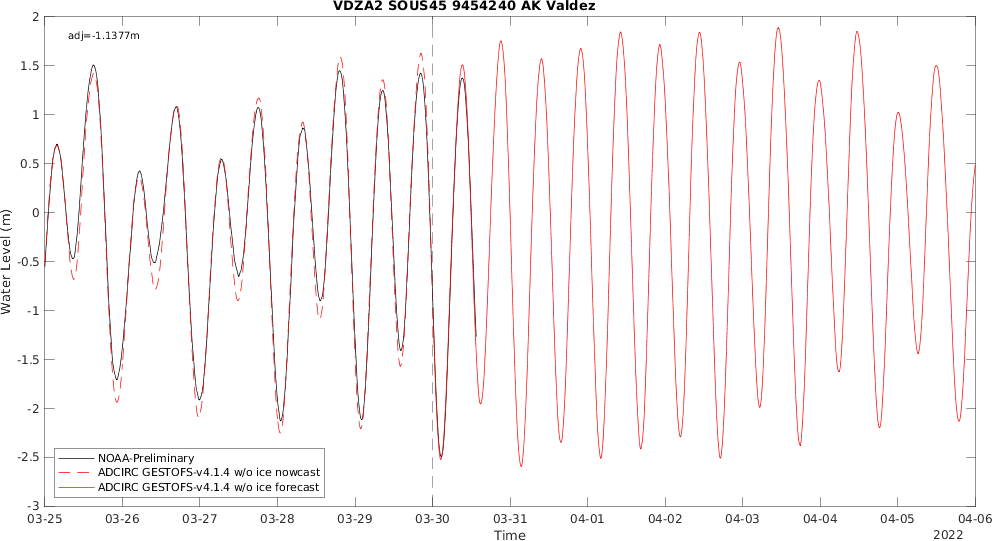 VDZA2 SOUS45 9454240 AK Valdez
adj=-1.1377m
2
1.5
1
0.5
0
-0.5
-1
-1.5
-2
-2.5
-3
Water Level (m)
NOAA-Preliminary
ADCIRC GESTOFS-v4.1.4 w/o ice nowcast
ADCIRC GESTOFS-v4.1.4 w/o ice forecast
03-25 03-26 03-27 03-28 03-29 03-30 03-31 04-01 04-02 04-03 04-04 04-05 04-06
Time
2022